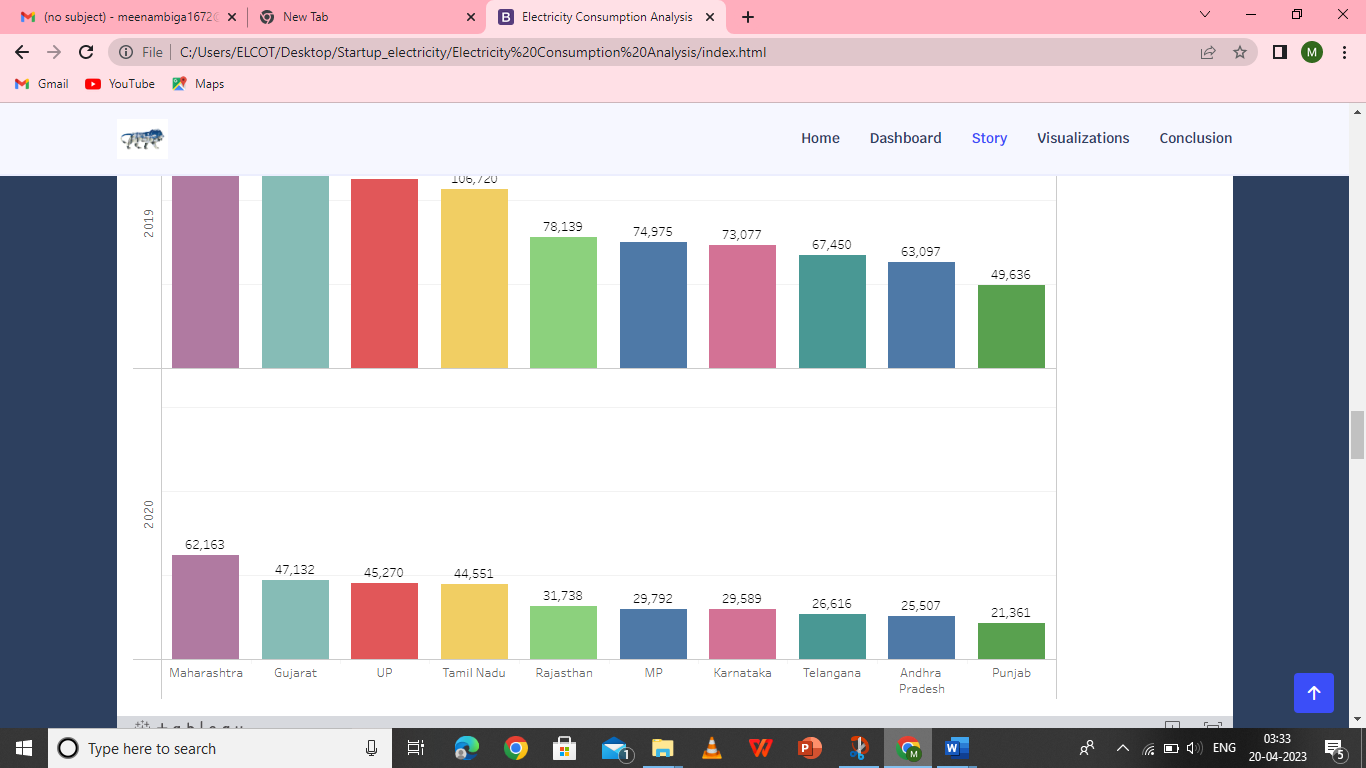 (no subject) - meenambiga1672@
New Tab
Electricity Consumption Analysis
File
C:/Users/ELCOT/Desktop/Startup_electricity/Electricity%20Consumption%20Analysis/index.html
M
Gmail YouTube Maps
Home Dashboard Story Visualizations Conclusion
2019
106,720
78,139
74,975
73,077
67,450
63,097
49,636
2020
62,163
47,132
45,270
44,551
31,738
29,792
29,589
26,616
25,507
21,361
Maharashtra Gujarat UP Tamil Nadu Rajasthan MP Karnataka Telangana Andhra Punjab
Pradesh
Type here to search
1
M
ENG
03:33
20-04-2023
5